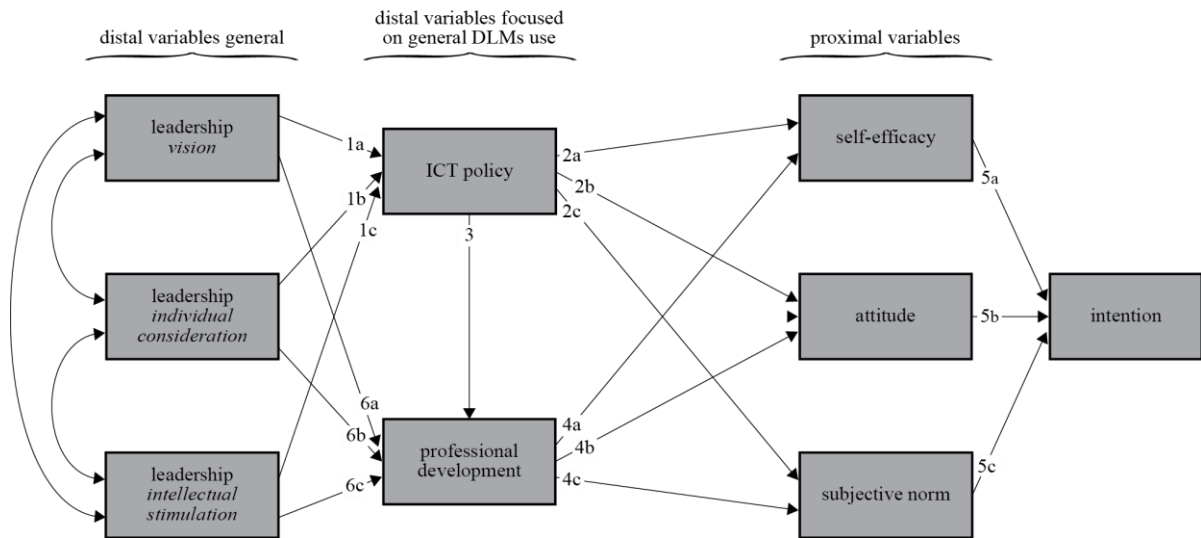 distal variables general
distal variables focused
on general DLMs use
proximal variables
leadership
vision
1a
ICT policy
2a
self-efficacy
2b
5a
1b
2c
1c
3
leadership
individual
consideration
attitude
5b
intention
6a
4a
6b
4b
professional
development
leadership
intellectual
stimulation
6c
4c
subjective norm
5c